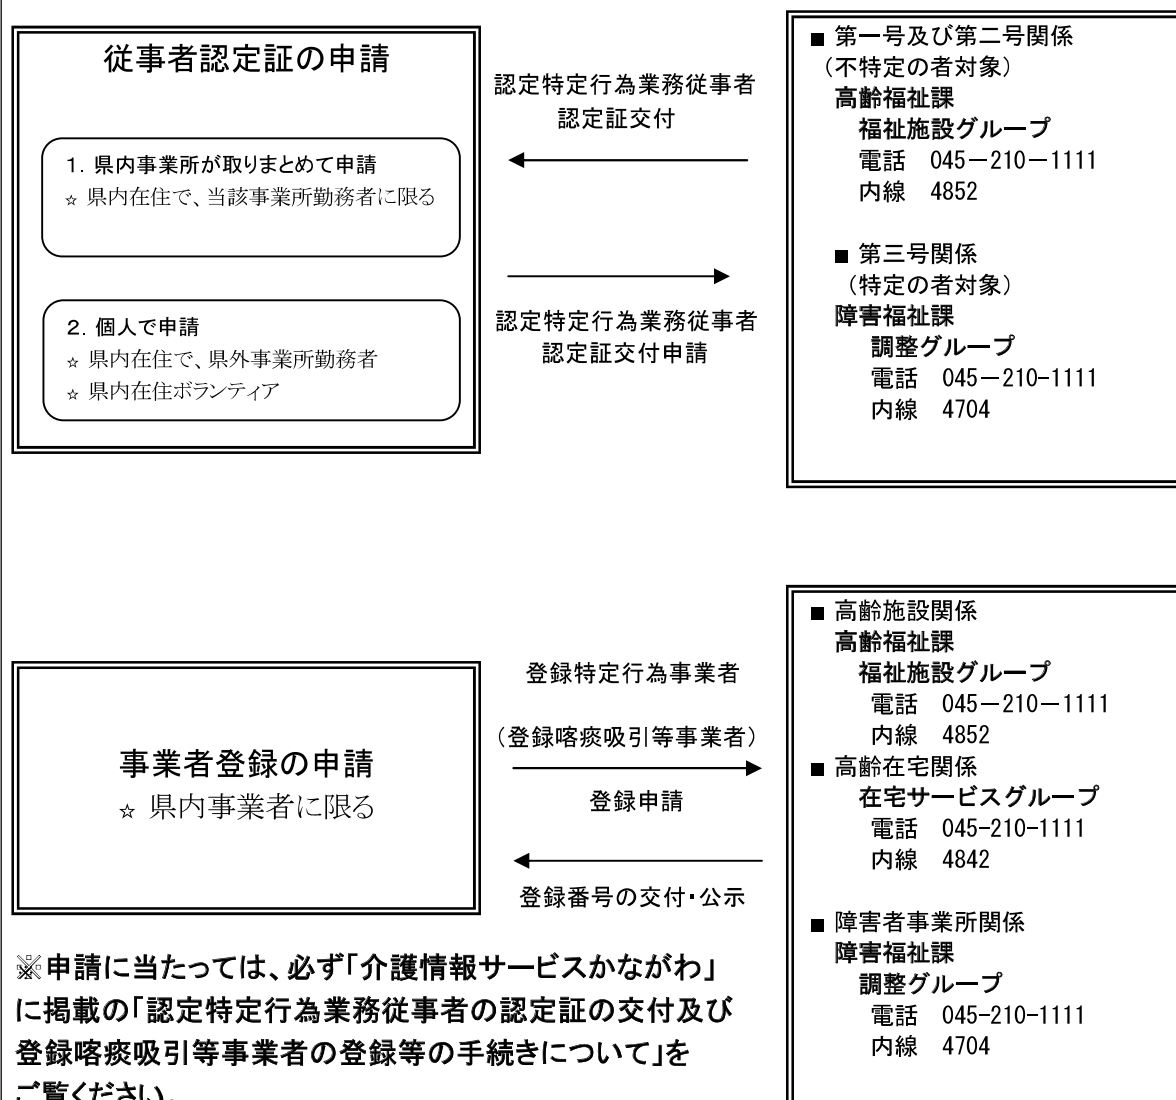 従事者認定証の申請
1．県内事業所が取りまとめて申請
☆ 県内在住で、当該事業所勤務者に限る
2．個人で申請
☆ 県内在住で、県外事業所勤務者
☆ 県内在住ボランティア
認定特定行為業務従事者
認定証交付
認定特定行為業務従事者
認定証交付申請
■ 第一号及び第二号関係
（不特定の者対象）
高齢福祉課
福祉施設グループ
電話　045－210－1111
内線　4852
■ 第三号関係
（特定の者対象）
障害福祉課
調整グループ
電話　045－210-1111
内線　4704
事業者登録の申請
☆ 県内事業者に限る
登録特定行為事業者
（登録喀痰吸引等事業者）
登録申請
登録番号の交付・公示
■ 高齢施設関係
高齢福祉課
福祉施設グループ
電話　045－210－1111
内線　4852
■ 高齢在宅関係
在宅サービスグループ
電話　045-210-1111
内線　4842
■ 障害者事業所関係
障害福祉課
調整グループ
電話　045-210-1111
内線　4704
※申請に当たっては、必ず「介護情報サービスかながわ」
に掲載の「認定特定行為業務従事者の認定証の交付及び
登録喀痰吸引等事業者の登録等の手続きについて」を
ご覧ください。